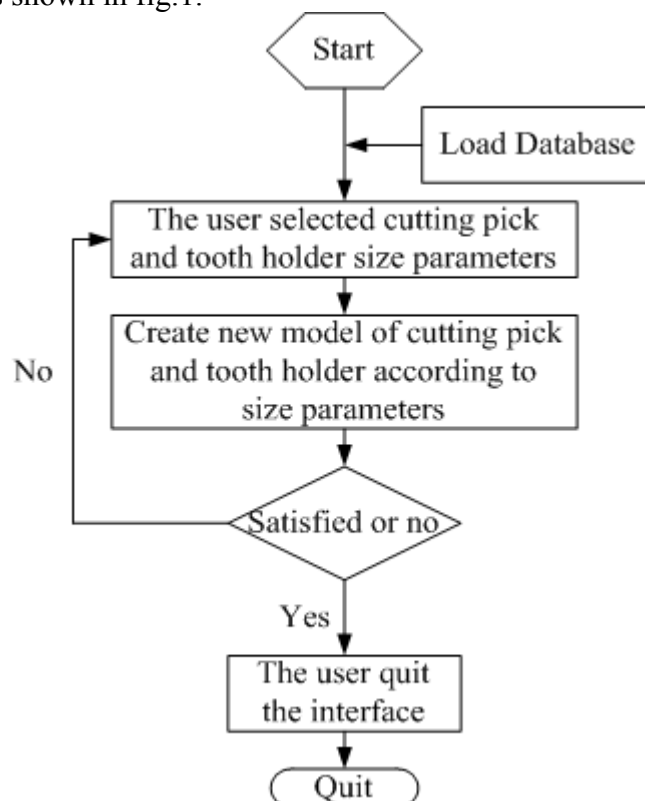 shown in fig.1.
Start
Load Database
The user selected cutting pick
and tooth holder size parameters
Create new model of cutting pick
and tooth holder according to
size parameters
No
Satisfied or no
Yes
The user quit
the interface
Quit